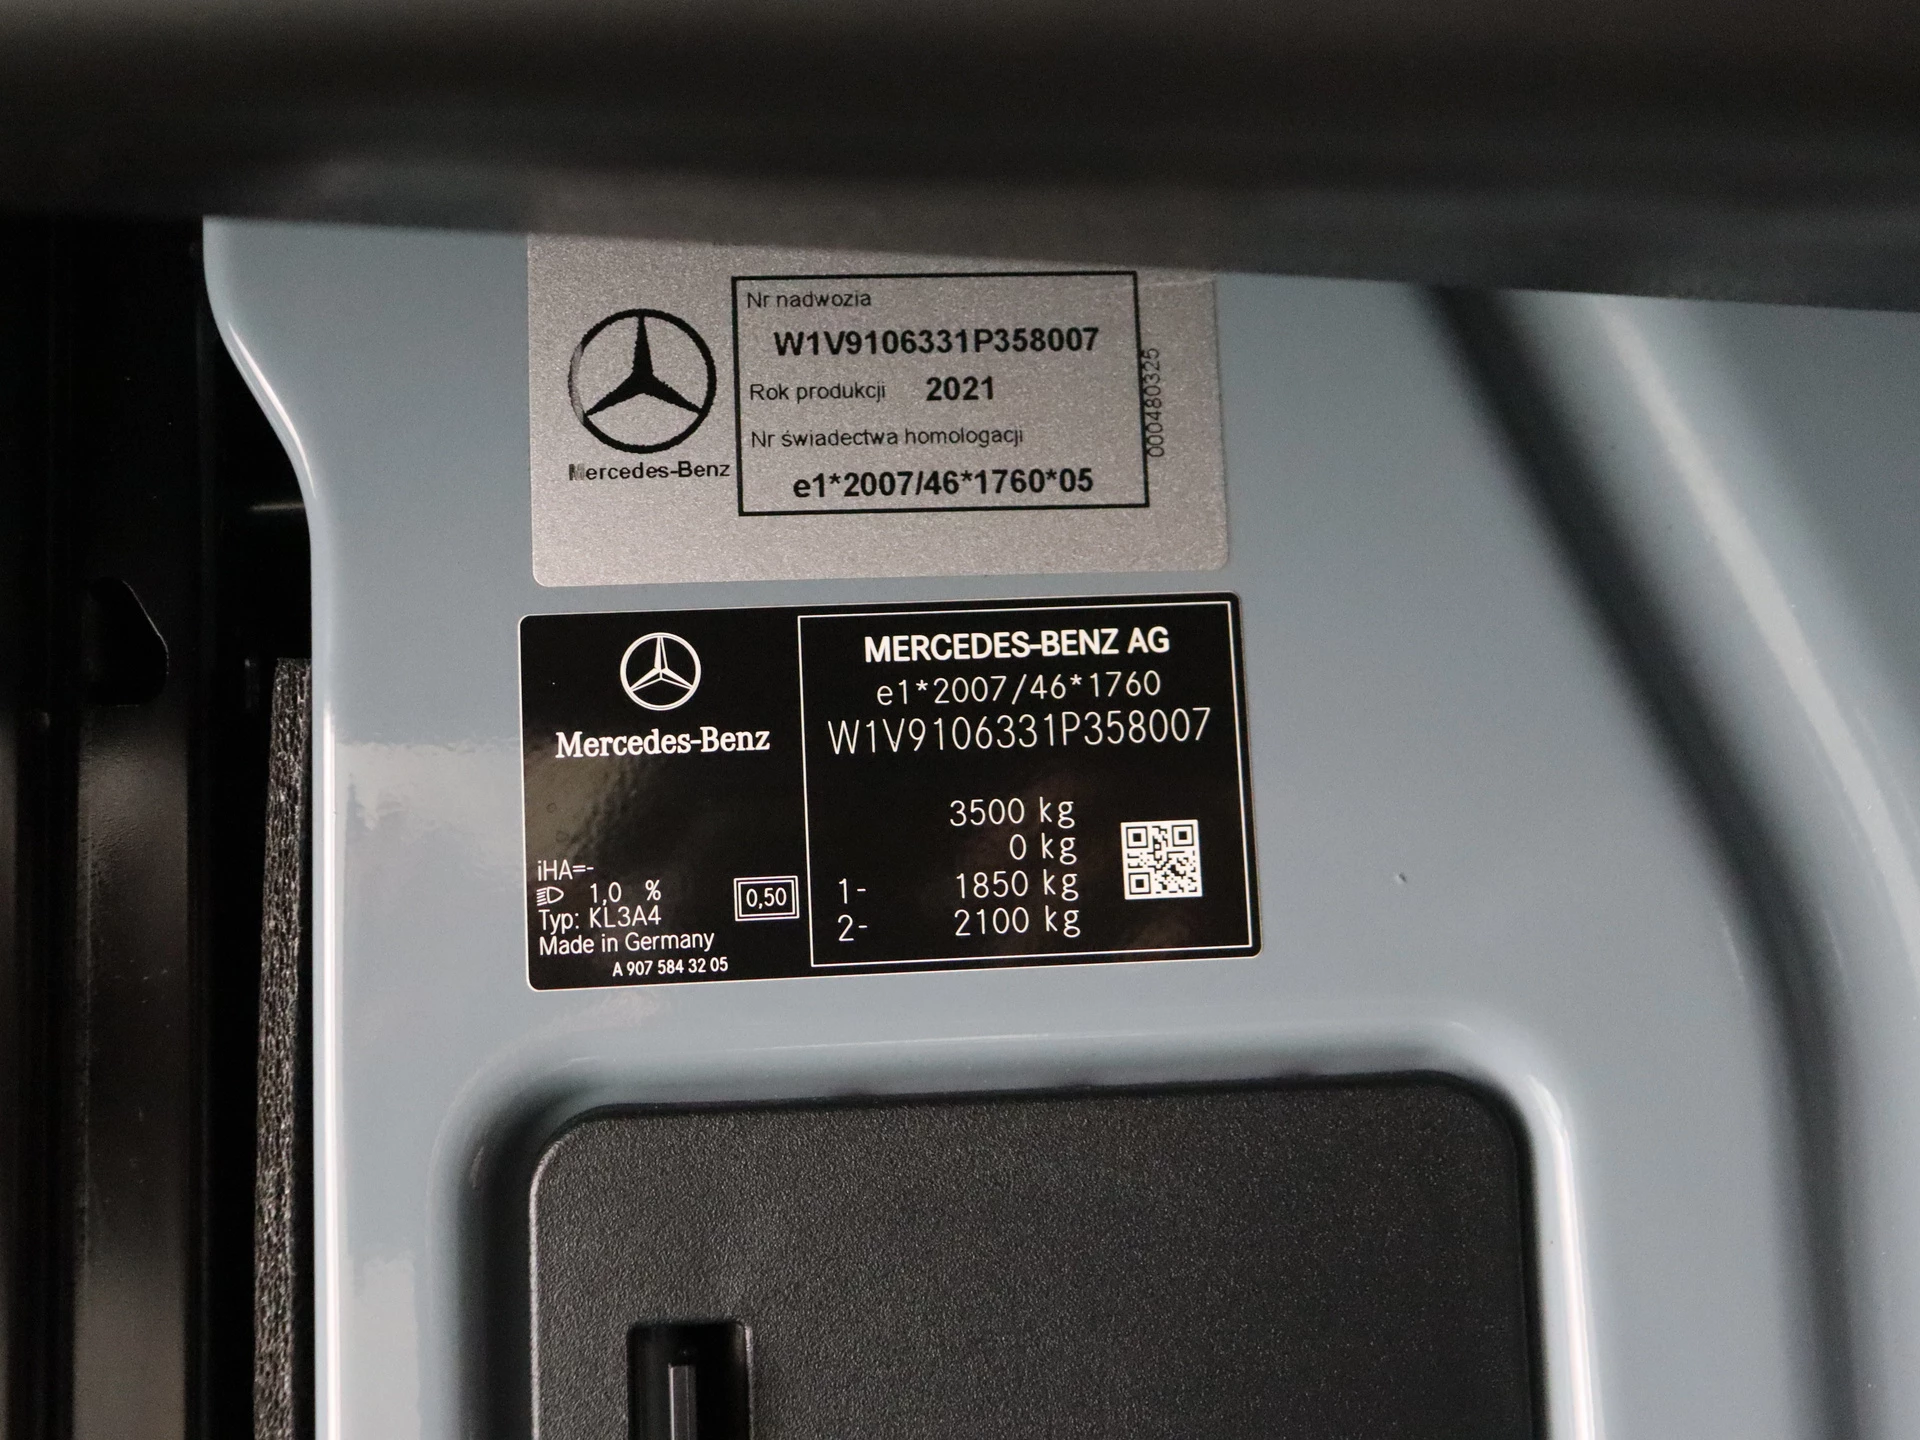 Nr nadwozia
W1V9106331P358007
Rok produkcji 2021
Nr świadectwa homologacji
e1*2007/46*1760*05
000480325
Mercedes-Benz
MERCEDES-BENZ AG
e1*2007/46*1760
W1V9106331P358007
Mercedes-Benz
3500 kg
0 kg
1- 1850 kg
2- 2100 kg
iHA=-
1,0 %
0,50
Typ: KL3A4
Made in Germany
A 907 584 32 05